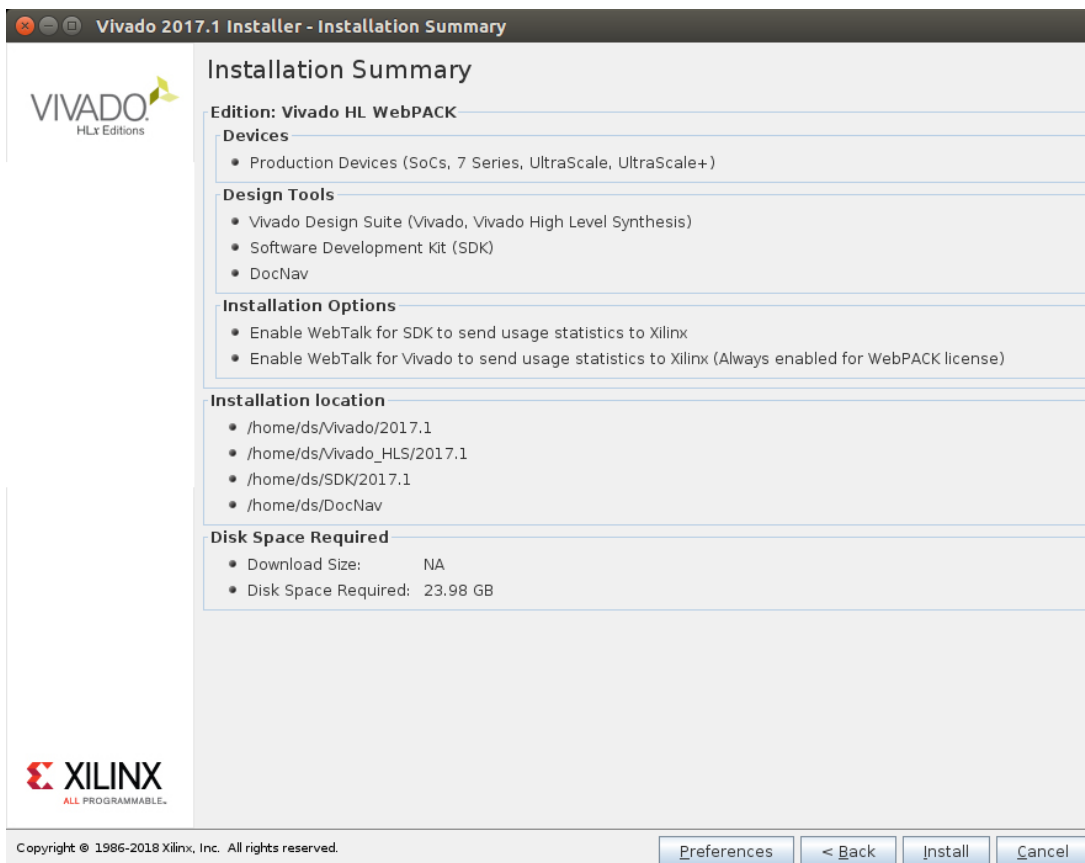 Vivado 2017.1 Installer - Installation Summary
VIVADO.
HLx Editions
Installation Summary
Edition: Vivado HL WebPACK
Devices
Production Devices (SoCs, 7 Series, UltraScale, UltraScale+)
Design Tools
Vivado Design Suite (Vivado, Vivado High Level Synthesis)
Software Development Kit (SDK)
DocNav
Installation Options
Enable WebTalk for SDK to send usage statistics to Xilinx
Enable WebTalk for Vivado to send usage statistics to Xilinx (Always enabled for WebPACK license)
Installation location
/home/ds/Vivado/2017.1
/home/ds/Vivado_HLS/2017.1
/home/ds/SDK/2017.1
/home/ds/DocNav
Disk Space Required
Download Size: NA
Disk Space Required: 23.98 GB
XILINX
ALL PROGRAMMABLE.
Copyright © 1986-2018 Xilinx, Inc. All rights reserved.
Preferences < Back Install Cancel